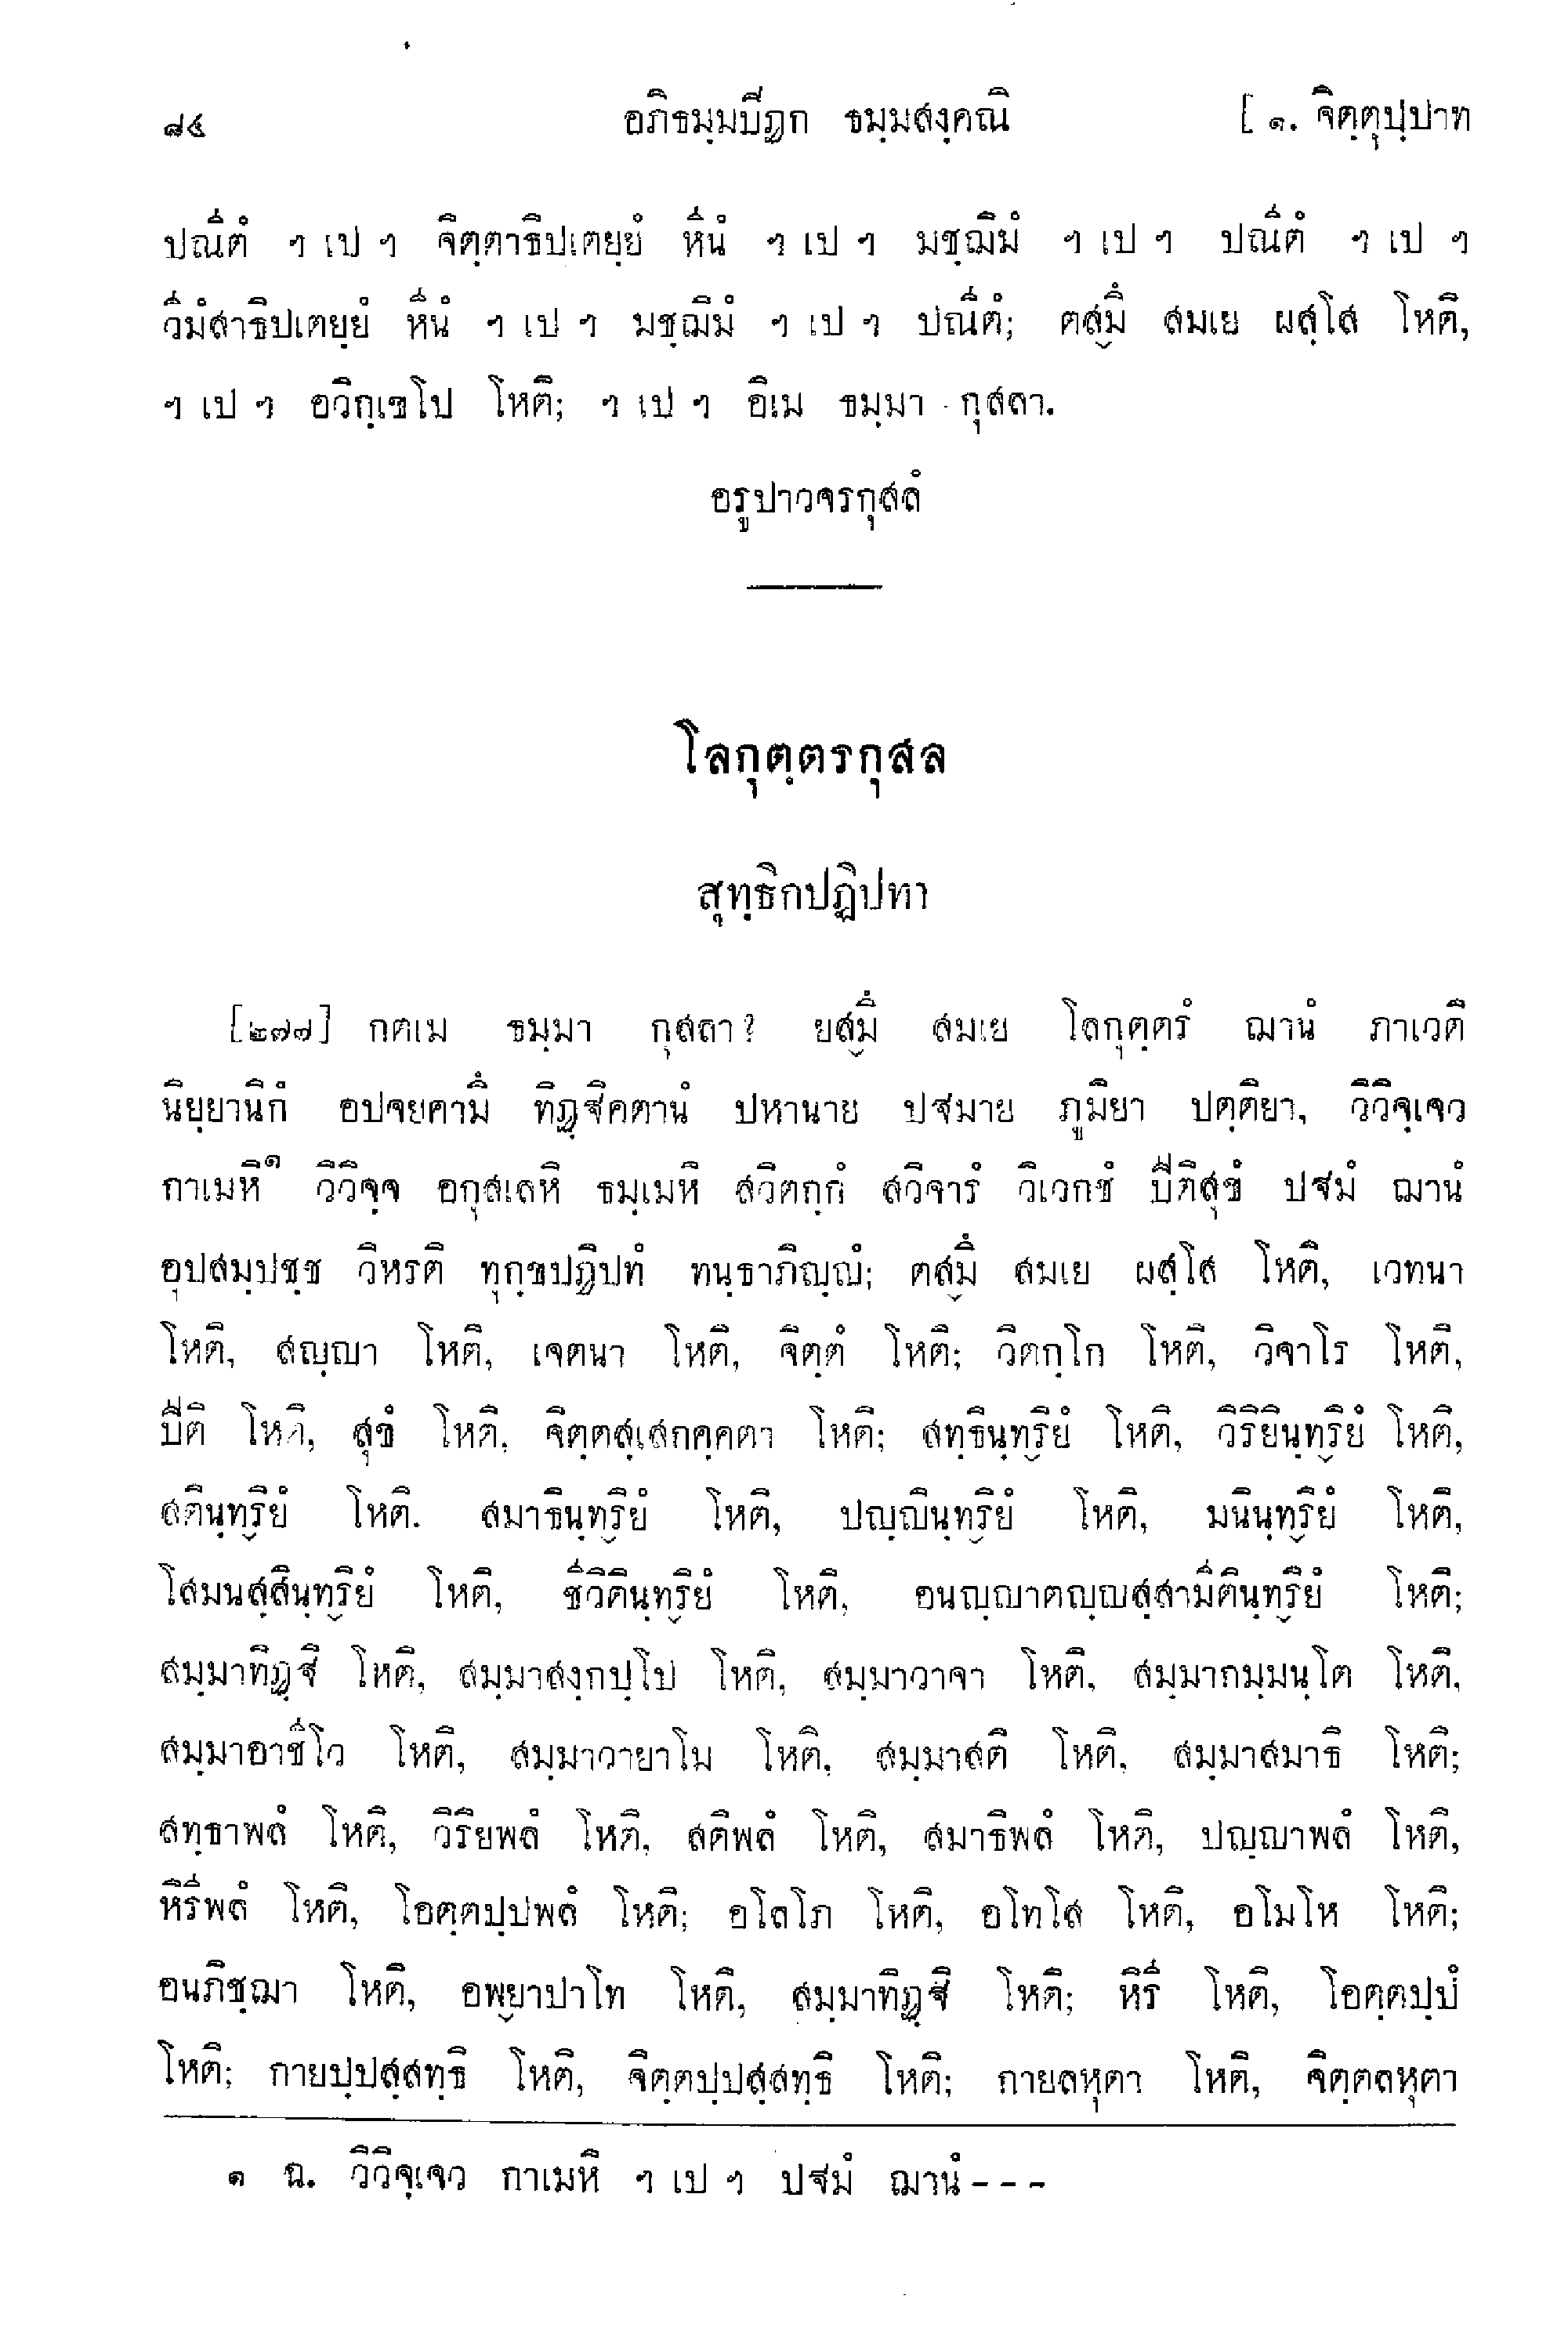 ๘๔ อภิธมฺมปิฏก ธมฺมสงฺคณิ [ ๑. จิตฺตุปฺปาท
ปณีตํ ฯ เป ฯ จิตฺตาธิปเตยฺยํ หีนํ ฯ เป ฯ มชฺฌิมํ ฯ เป ฯ ปณีตํ ฯ เป ฯ
วีมํสาธิปเตยฺยํ หีนํ ฯ เป ฯ มชฺฌิมํ ฯ เป ฯ ปณีตํ; ตสฺมึ สมเย ผสฺโส โหติ,
ฯ เป ฯ อวิกฺเขโป โหติ; ฯ เป ฯ อิเม ธมฺมา กุสลา.
อรูปาวจรกุสลํ
โลกุตฺตรกุสล
สุทฺธิกปฏิปทา
[๒๗๗] กตเม ธมฺมา กุสลา? ยสฺมึ สมเย โลกุตฺตรํ ฌานํ ภาเวติ
นิยฺยานิกํ อปจยคามึ ทิฏฺฐิคตานํ ปหานาย ปฐมาย ภูมิยา ปตฺติยา, วิวิจฺเจว
กาเมหิ๑ วิวิจฺจ อกุสเลหิ ธมฺเมหิ สวิตกฺกํ สวิจารํ วิเวกชํ ปีติสุขํ ปฐมํ ฌานํ
อุปสมฺปชฺช วิหรติ ทุกฺขปฏิปทํ ทนฺธาภิญฺญํ; ตสฺมึ สมเย ผสฺโส โหติ, เวทนา
โหติ, สญฺญา โหติ, เจตนา โหติ, จิตฺตํ โหติ; วิตกฺโก โหติ, วิจาโร โหติ,
ปีติ โหติ, สุขํ โหติ, จิตฺตสฺเสกคฺคตา โหติ; สทฺธินฺทฺริยํ โหติ, วิริยินฺทฺริยํ โหติ,
สตินฺทฺริยํ โหติ. สมาธินฺทฺริยํ โหติ, ปญฺญินฺทฺริยํ โหติ, มนินฺทฺริยํ โหติ,
โสมนสฺสินฺทฺริยํ โหติ, ชีวิตินฺทฺริยํ โหติ, อนญฺญาตญฺญสฺสามีตินฺทฺริยํ โหติ;
สมฺมาทิฏฺฐิ โหติ, สมฺมาสงฺกปฺโป โหติ, สมฺมาวาจา โหติ, สมฺมากมฺมนฺโต โหติ,
สมฺมาอาชีโว โหติ, สมฺมาวายาโม โหติ, สมฺมาสติ โหติ, สมฺมาสมาธิ โหติ;
สทฺธาพลํ โหติ, วิริยพลํ โหติ, สติพลํ โหติ, สมาธิพลํ โหติ, ปญฺญาพลํ โหติ,
หิรีพลํ โหติ, โอตฺตปฺปพลํ โหติ; อโลโภ โหติ, อโทโส โหติ, อโมโห โหติ;
อนภิชฺฌา โหติ, อพฺยาปาโท โหติ, สมฺมาทิฏฺฐิ โหติ; หิรี โหติ, โอตฺตปฺปํ
โหติ; กายปฺปสฺสทฺธิ โหติ, จิตฺตปฺปสฺสทฺธิ โหติ; กายลหุตา โหติ, จิตฺตลหุตา
๑ ฉ. วิวิจฺเจว กาเมหิ ฯ เป ฯ ปฐมํ ฌานํ - - -